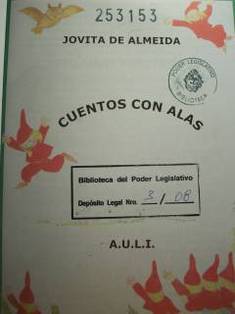 253153
JOVITA DE ALMEIDA
PODER LEGISLATIVO
BIBLIOTECA
CUENTOS CON ALAS
Biblioteca del Poder Legislativo
Depósito Legal Nro. 3/08
A.U.L.I.